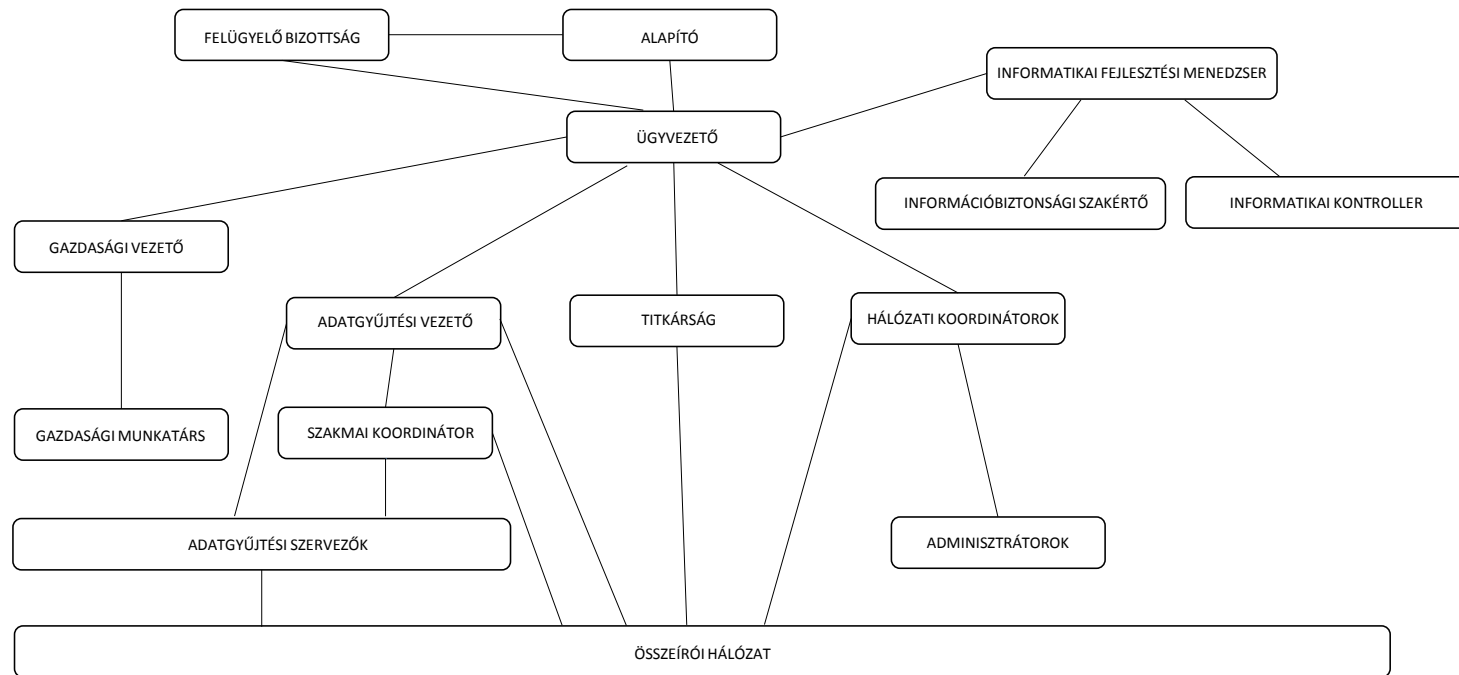 FELÜGYELŐ BIZOTTSÁG
ALAPÍTÓ
INFORMATIKAI FEJLESZTÉSI MENEDZSER
ÜGYVEZETŐ
INFORMÁCIÓBIZTONSÁGI SZAKÉRTŐ
INFORMATIKAI KONTROLLER
GAZDASÁGI VEZETŐ
ADATGYŰJTÉSI VEZETŐ
TITKÁRSÁG
HÁLÓZATI KOORDINÁTOROK
GAZDASÁGI MUNKATÁRS
SZAKMAI KOORDINÁTOR
ADATGYŰJTÉSI SZERVEZŐK
ADMINISZTRÁTOROK
ÖSSZEÍRÓI HÁLÓZAT